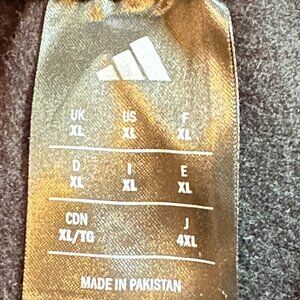 UK US F
XL XL XL
D I E
XL XL XL
CDN J
XL/TG 4XL
MADE IN PAKISTAN